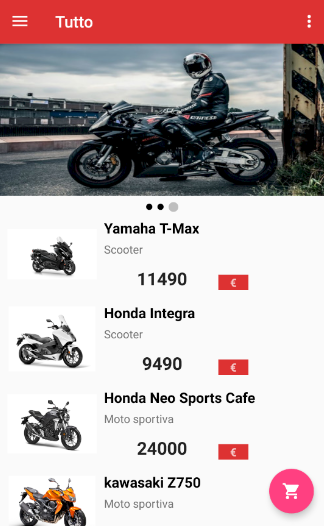 Tutto
Yamaha T-Max
Scooter
11490 €
Honda Integra
Scooter
9490 €
Honda Neo Sports Cafe
Moto sportiva
24000 €
kawasaki Z750
Moto sportiva